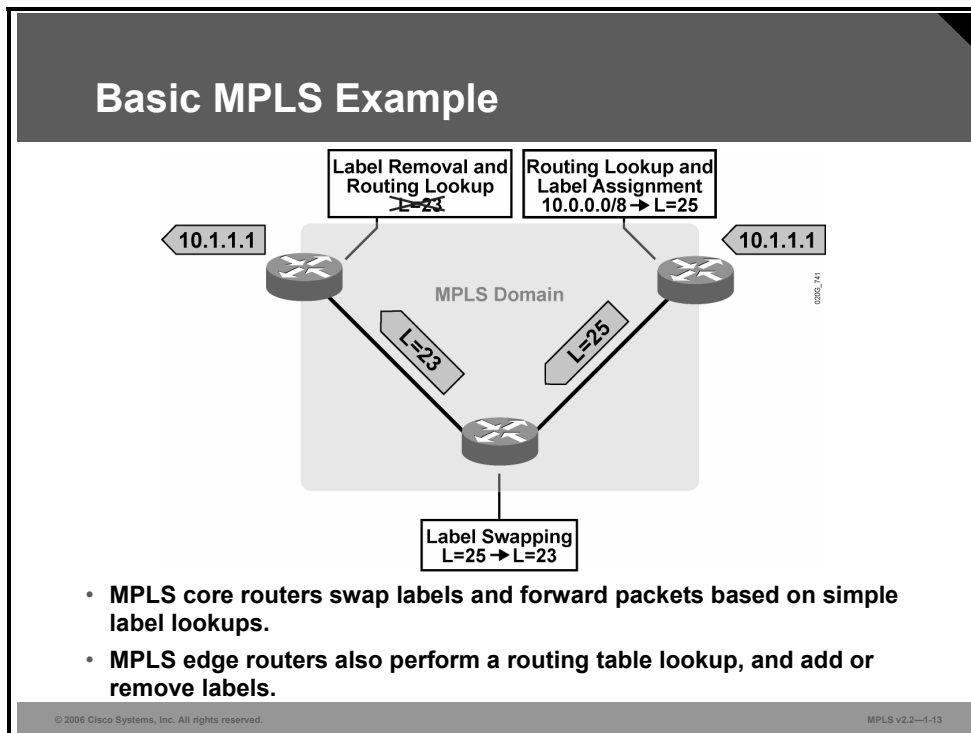 Basic MPLS Example
Label Removal and
Routing Lookup
L=23
Routing Lookup and
Label Assignment
10.0.0.0/8 → L=25
10.1.1.1
10.1.1.1
MPLS Domain
020G_741
L=23
L=25
Label Swapping
L=25 → L=23
• MPLS core routers swap labels and forward packets based on simple
label lookups.
• MPLS edge routers also perform a routing table lookup, and add or
remove labels.
© 2006 Cisco Systems, Inc. All rights reserved.
MPLS v2.2—1-13